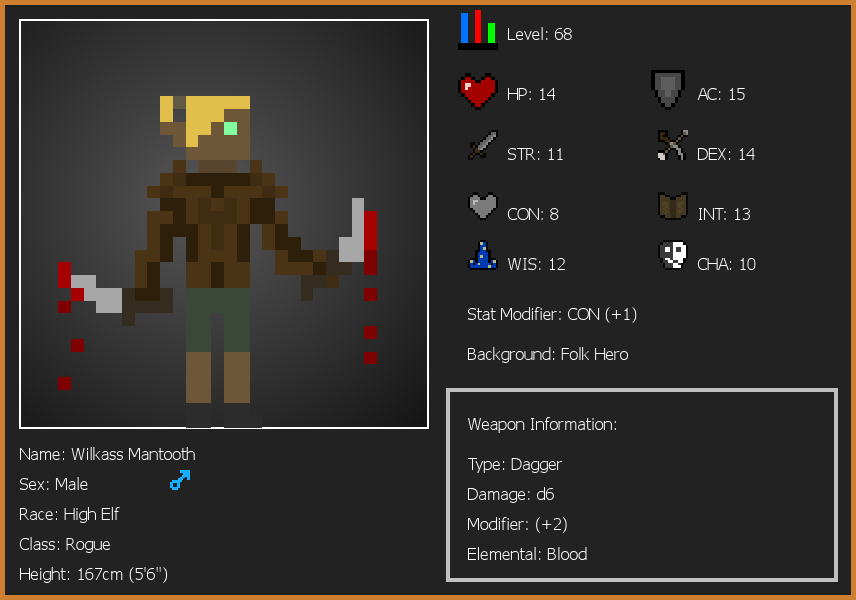 Level: 68
HP: 14
AC: 15
STR: 11
DEX: 14
CON: 8
INT: 13
WIS: 12
CHA: 10
Stat Modifier: CON (+1)
Background: Folk Hero
Weapon Information:
Type: Dagger
Damage: d6
Modifier: (+2)
Elemental: Blood
Name: Wilkass Mantooth
Sex: Male
Race: High Elf
Class: Rogue
Height: 167cm (5'6")